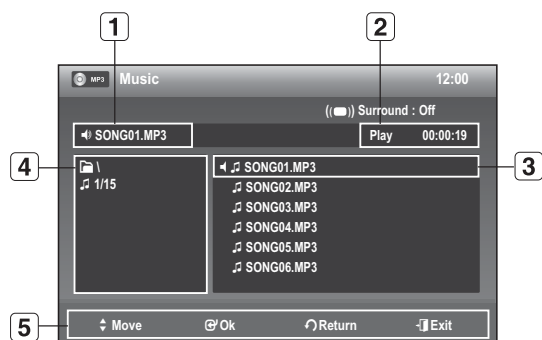 1
2
MP3 Music 12:00
Surround : Off
SONG01.MP3
Play 00:00:19
4
\
1/15
SONG01.MP3
3
SONG02.MP3
SONG03.MP3
SONG04.MP3
SONG05.MP3
SONG06.MP3
5
Move Ok Return Exit